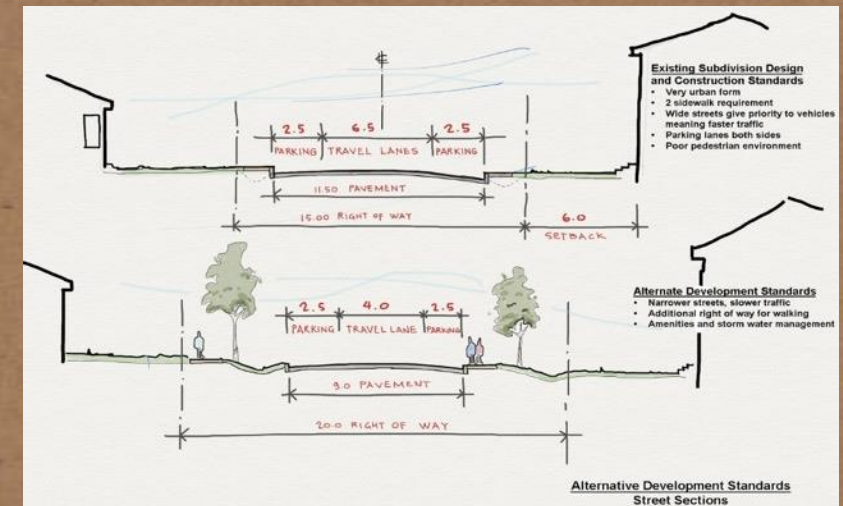 ℄
Existing Subdivision Design
and Construction Standards
• Very urban form
• 2 sidewalk requirement
• Wide streets give priority to vehicles
meaning faster traffic
• Parking lanes both sides
• Poor pedestrian environment
2.5 6.5 2.5
PARKING TRAVEL LANES PARKING
11.50 PAVEMENT
15.00 RIGHT OF WAY
6.0
SETBACK
Alternate Development Standards
• Narrower streets, slower traffic
• Additional right of way for walking
• Amenities and storm water management
2.5 4.0 2.5
PARKING TRAVEL LANE PARKING
9.0 PAVEMENT
20.0 RIGHT OF WAY
Alternative Development Standards
Street Sections